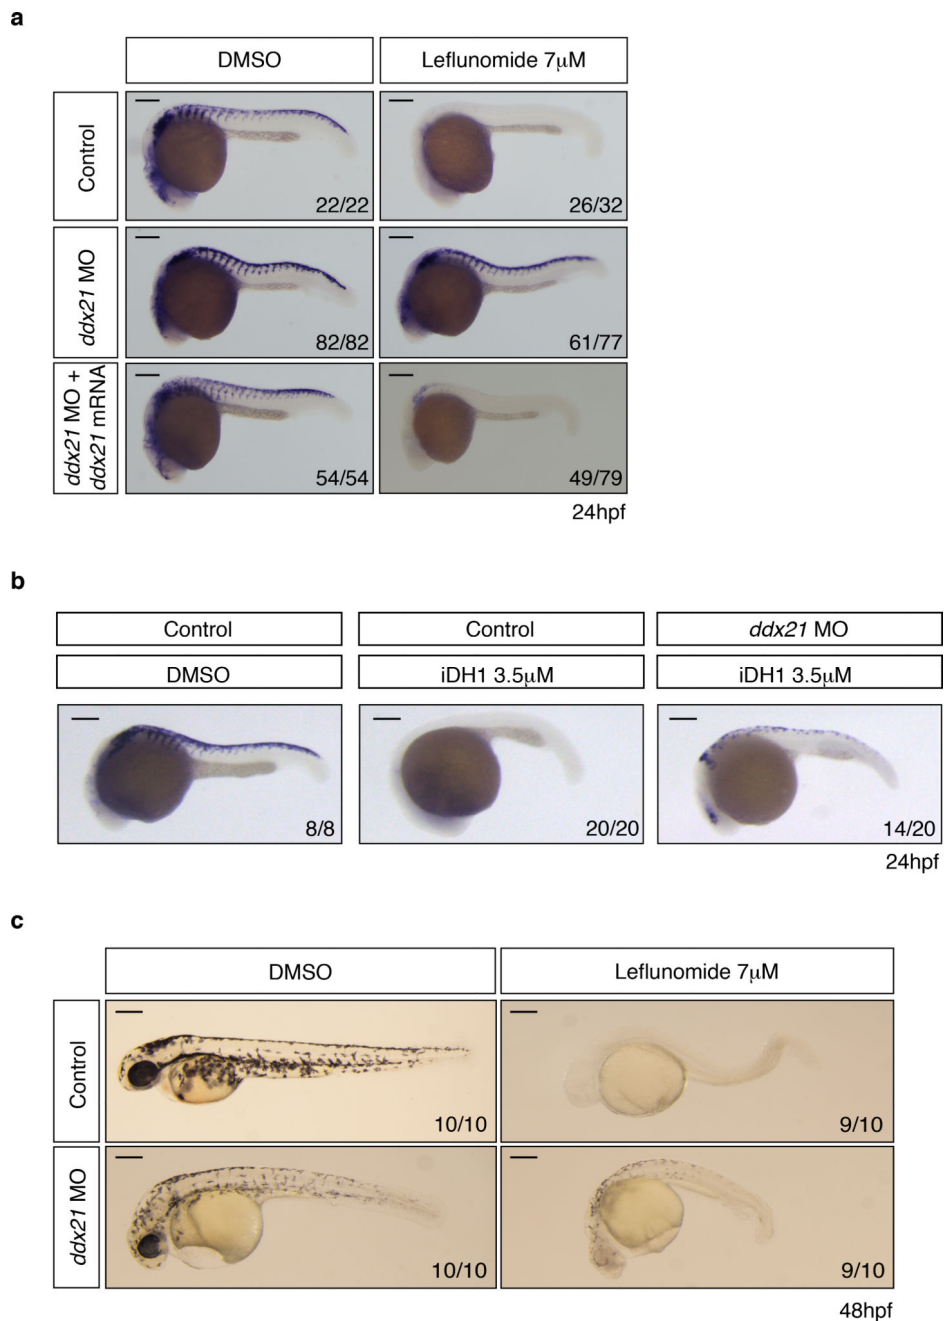 a
DMSO
Leflunomide 7μM
Control
22/22
26/32
ddx21 MO
82/82
61/77
ddx21 MO +
ddx21 mRNA
54/54
49/79
24hpf
b
Control
Control
ddx21 MO
DMSO
iDH1 3.5μM
iDH1 3.5μM
8/8
20/20
14/20
24hpf
c
DMSO
Leflunomide 7μM
Control
10/10
9/10
ddx21 MO
10/10
9/10
48hpf